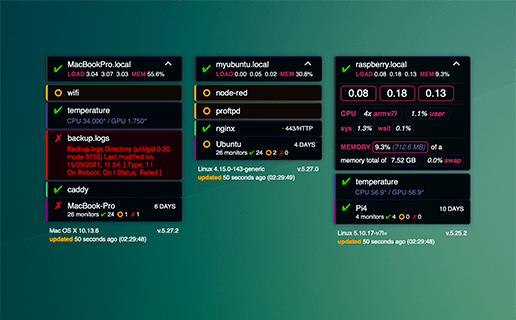 MacBookPro.local
LOAD 3.04 3.07 3.03 MEM 55.6%
wifi
temperature
CPU 34.000° / GPU 1.750°
backup.logs
Backup.logs Directory (uid/gid 0:20
mode 0755) Last modified on
15/05/2021, 11:54. [ Type: 1 |
On Reboot: On | Status: Failed ]
caddy
MacBook-Pro 6 DAYS
26 monitors ✓ 24 1 ✗ 1
Mac OS X 10.13.6 v.5.27.2
updated 50 seconds ago (02:29:48)
myubuntu.local
LOAD 0.00 0.05 0.02 MEM 30.8%
node-red
proftpd
nginx :443/HTTP
Ubuntu 4 DAYS
26 monitors ✓ 24 2 ✗ 0
Linux 4.15.0-143-generic v.5.27.0
updated 50 seconds ago (02:29:49)
raspberry.local
LOAD 0.08 0.18 0.13 MEM 9.3%
0.08 0.18 0.13
CPU 4x armv7l 1.1% user
sys 1.3% wait 0.1%
MEMORY 9.3% (712.6 MB) of a
memory total of 7.52 GB 0.0% swap
temperature
CPU 56.9° / GPU 56.9°
Pi4 10 DAYS
4 monitors ✓ 4 0 ✗ 0
Linux 5.10.17-v7l+ v.5.25.2
updated 50 seconds ago (02:29:48)